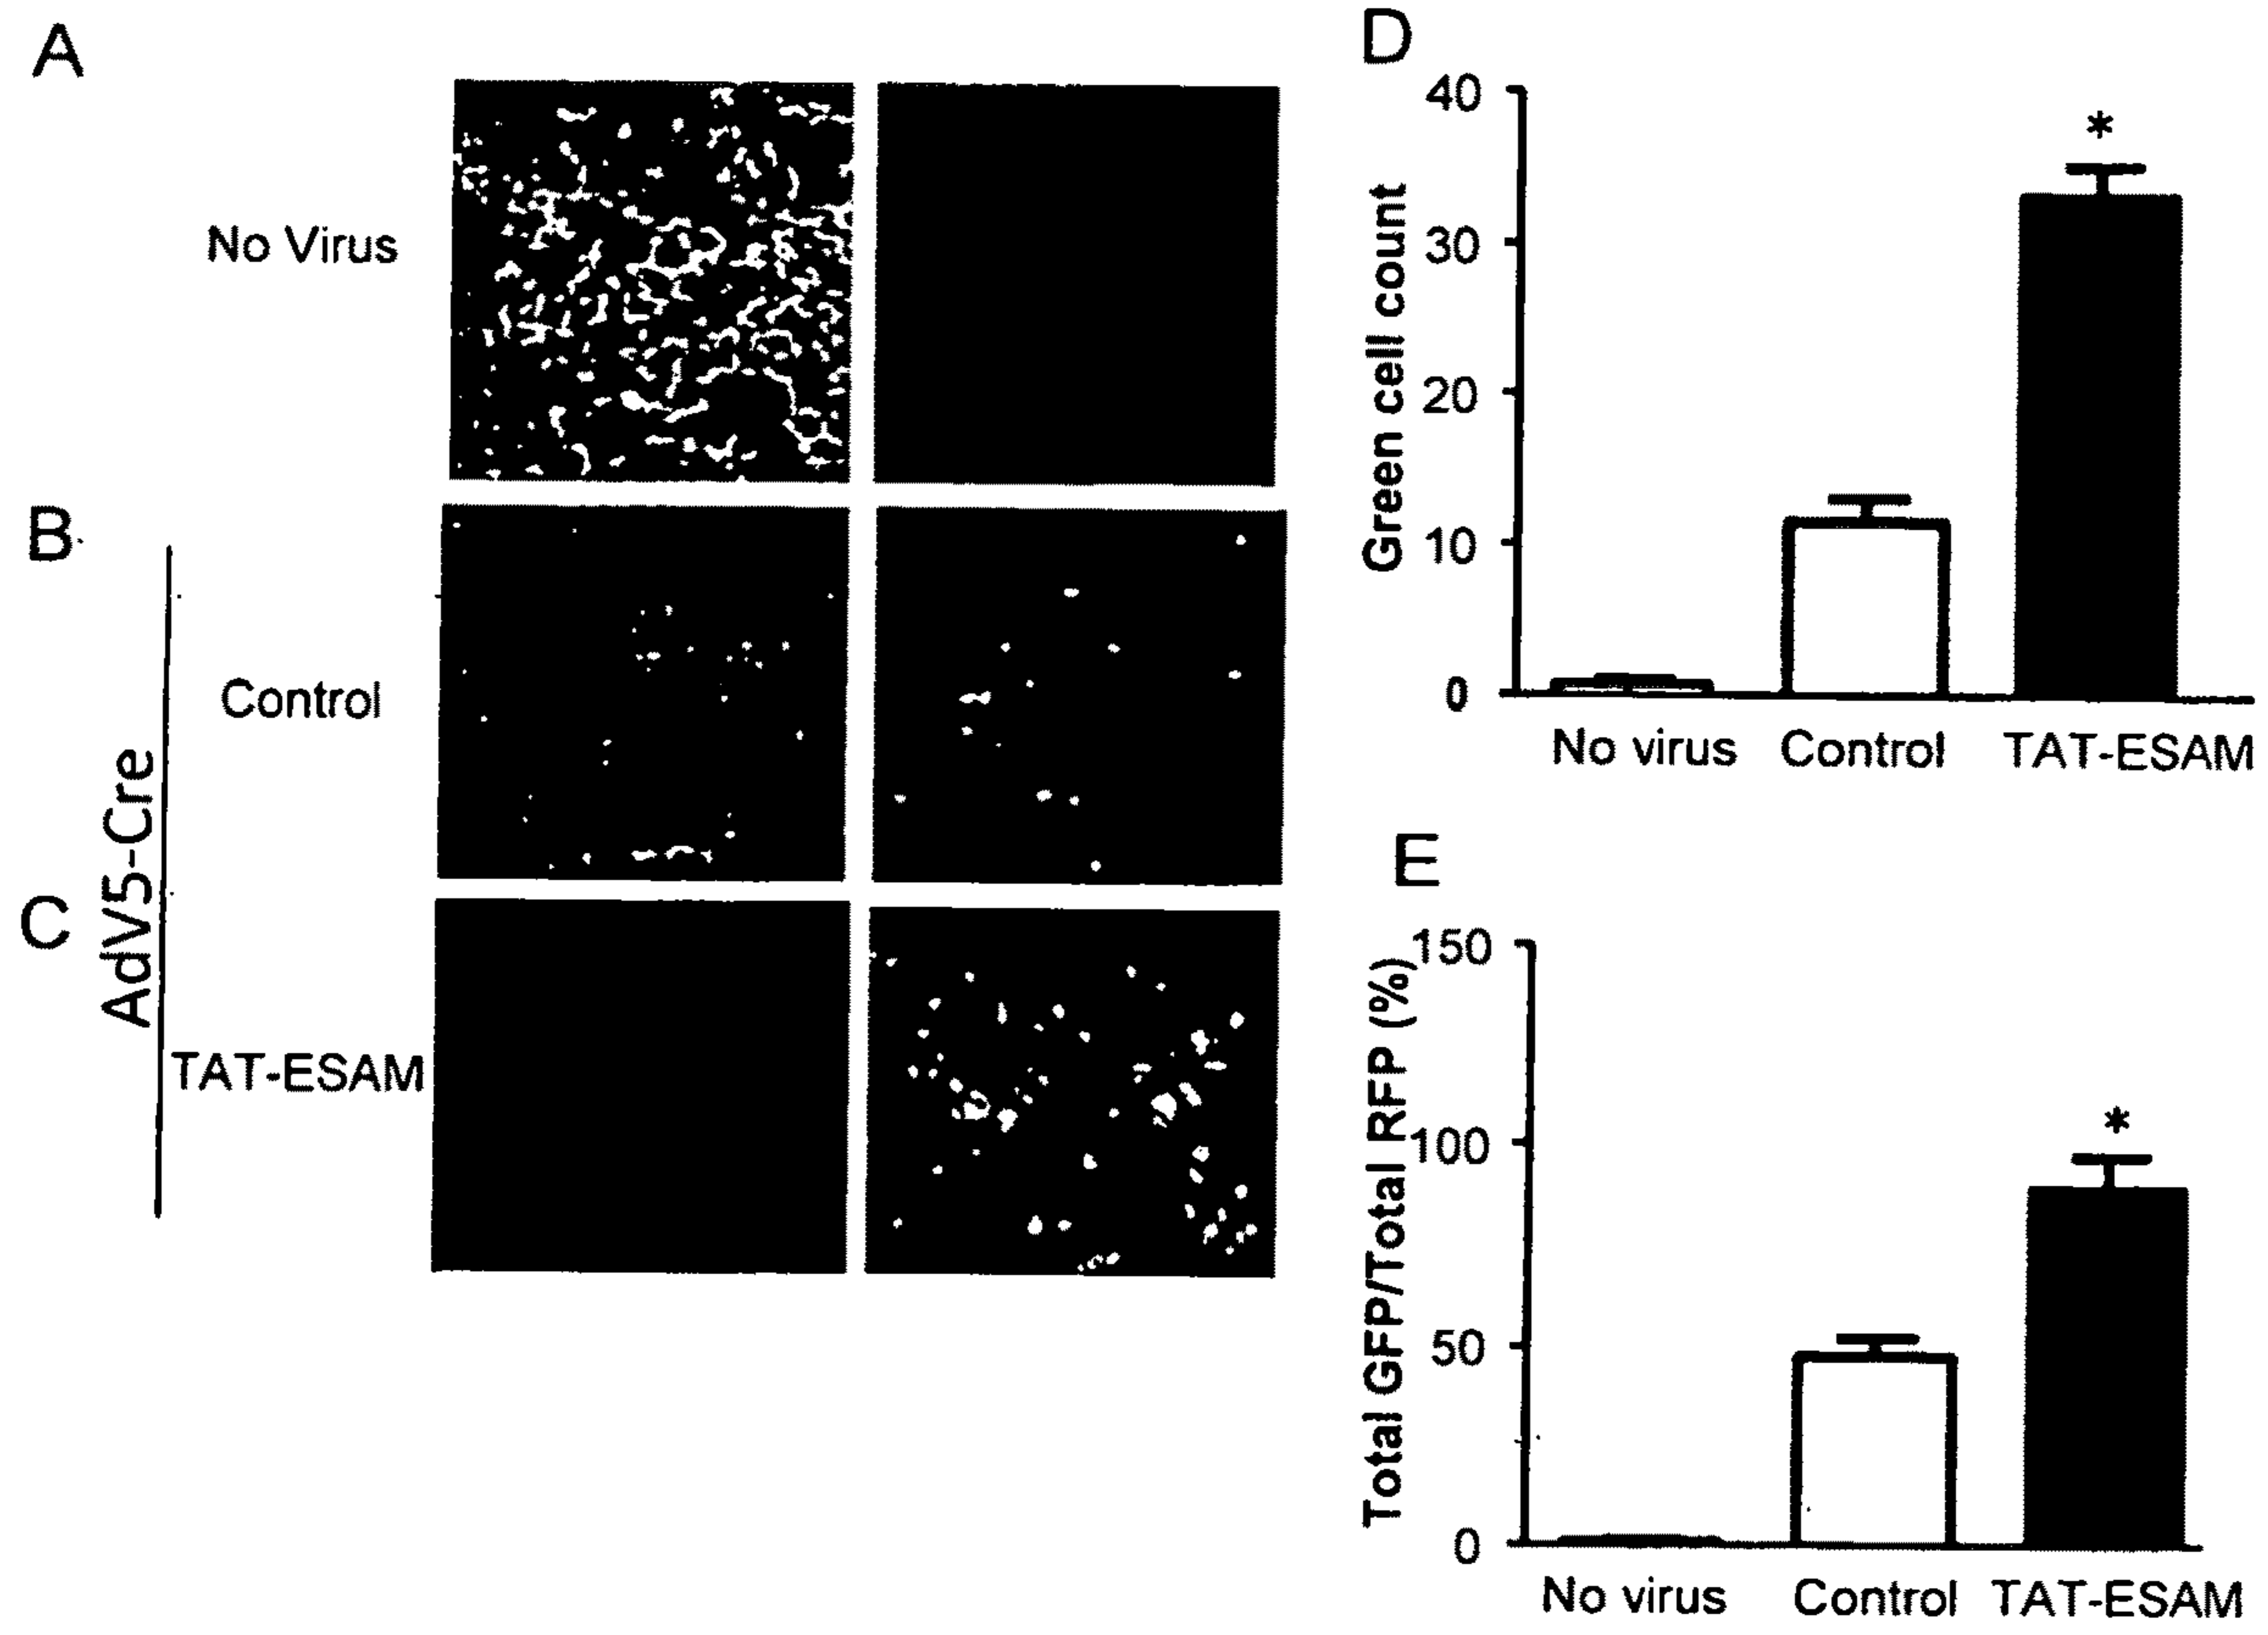 A
No Virus
B
Control
C
AdV5-Cre
TAT-ESAM
D
Green cell count
40
30
20
10
0
*
No virus
Control
TAT-ESAM
E
Total GFP/Total RFP (%)
150
100
50
0
*
No virus
Control
TAT-ESAM